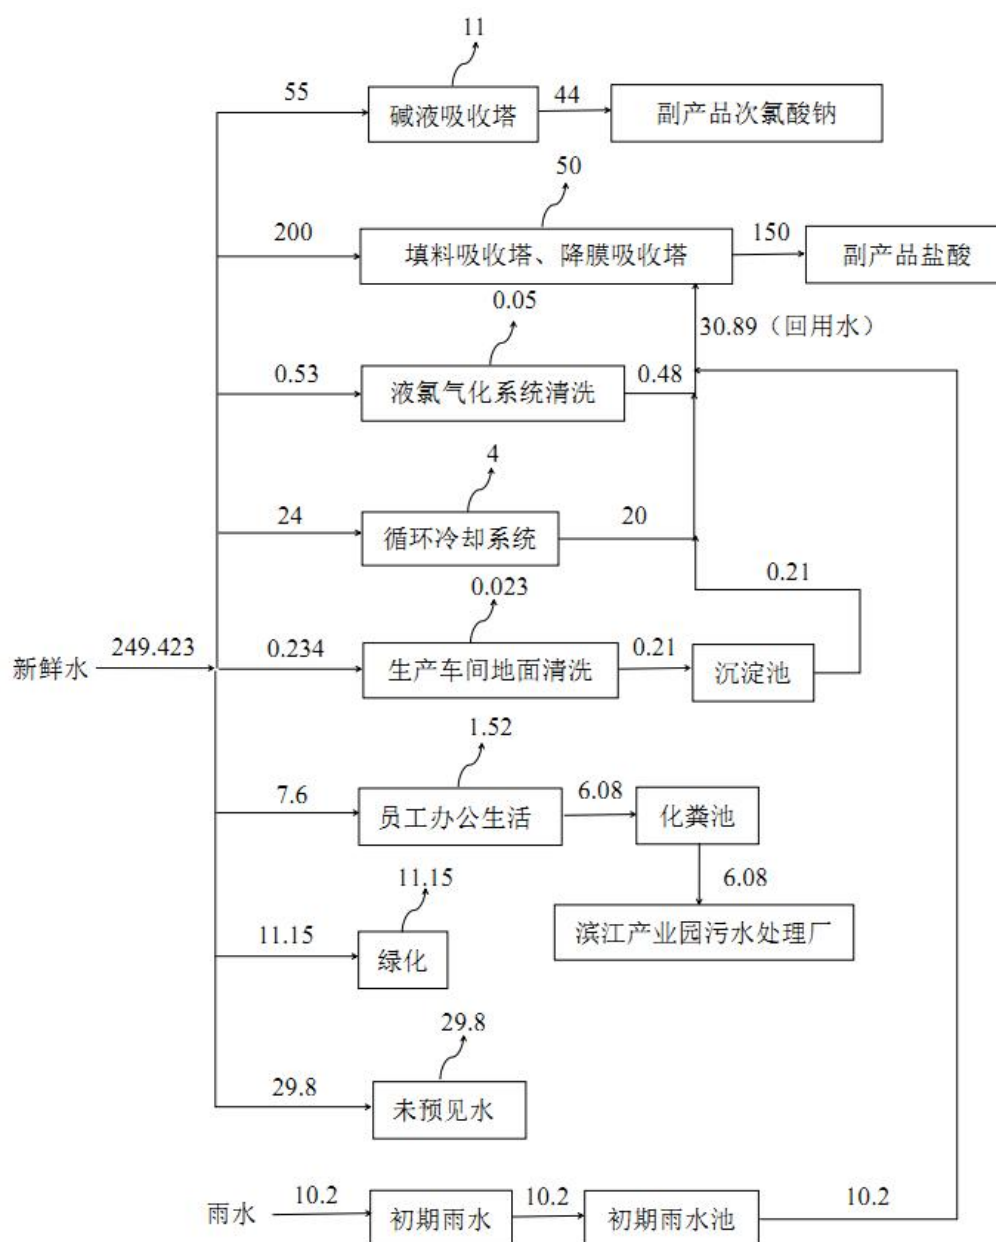 11
55
碱液吸收塔
44
副产品次氯酸钠
50
200
填料吸收塔、降膜吸收塔
150
副产品盐酸
0.05
30.89（回用水）
0.53
液氯气化系统清洗
0.48
4
24
循环冷却系统
20
0.21
0.023
新鲜水
249.423
0.234
生产车间地面清洗
0.21
沉淀池
1.52
7.6
员工办公生活
6.08
化粪池
6.08
11.15
滨江产业园污水处理厂
11.15
绿化
29.8
29.8
未预见水
雨水
10.2
初期雨水
10.2
初期雨水池
10.2